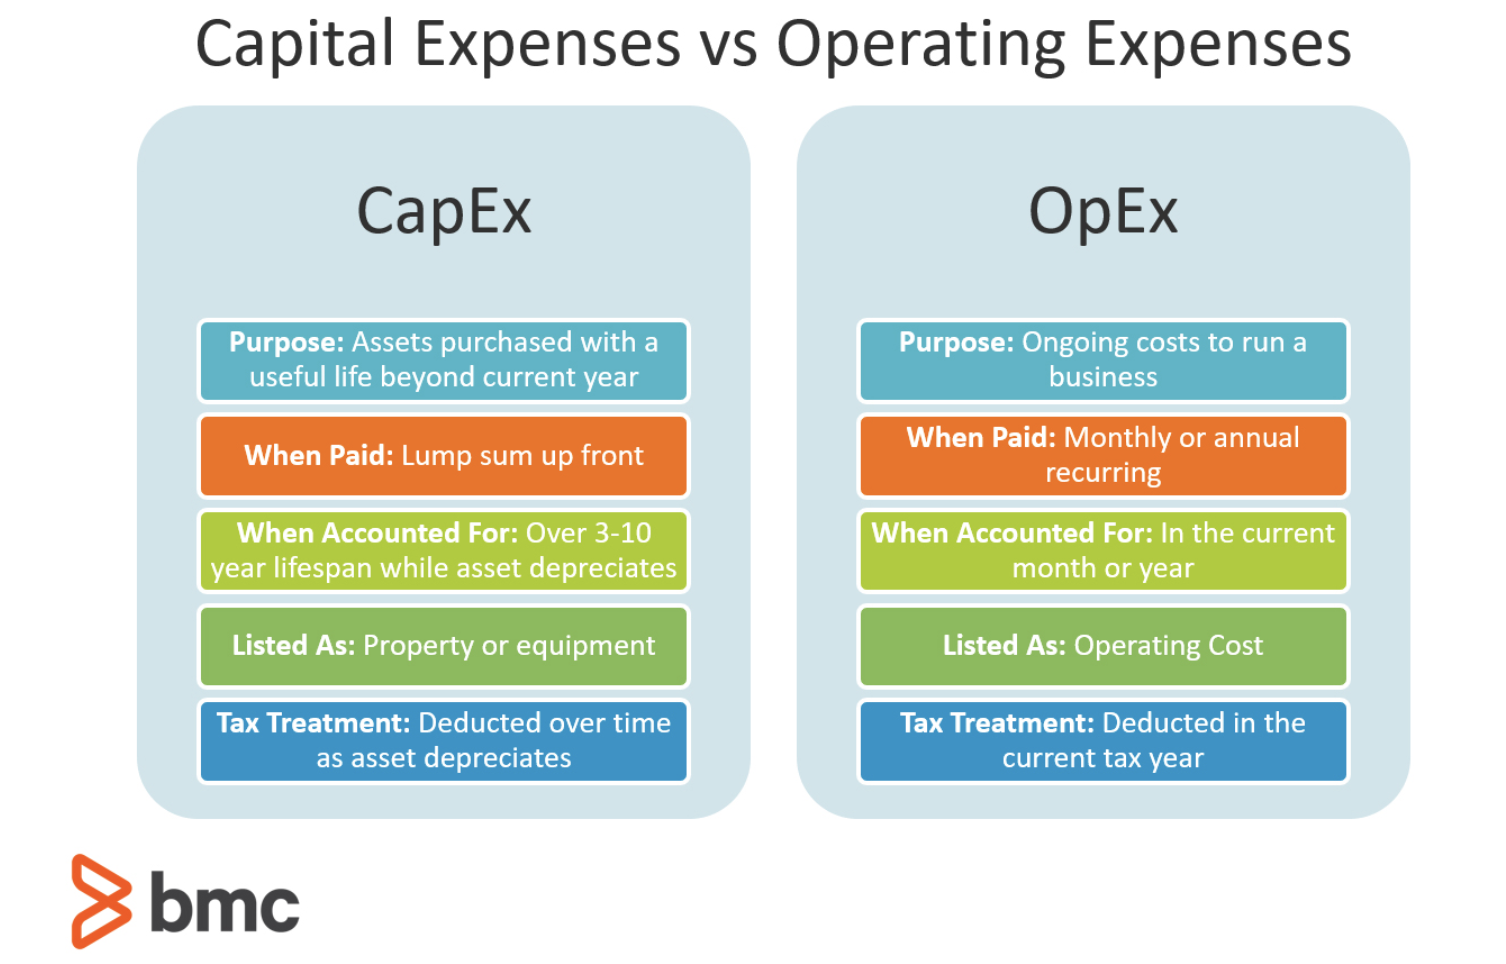 Capital Expenses vs Operating Expenses
CapEx
Purpose: Assets purchased with a
useful life beyond current year
When Paid: Lump sum up front
When Accounted For: Over 3-10
year lifespan while asset depreciates
Listed As: Property or equipment
Tax Treatment: Deducted over time
as asset depreciates
OpEx
Purpose: Ongoing costs to run a
business
When Paid: Monthly or annual
recurring
When Accounted For: In the current
month or year
Listed As: Operating Cost
Tax Treatment: Deducted in the
current tax year
bmc